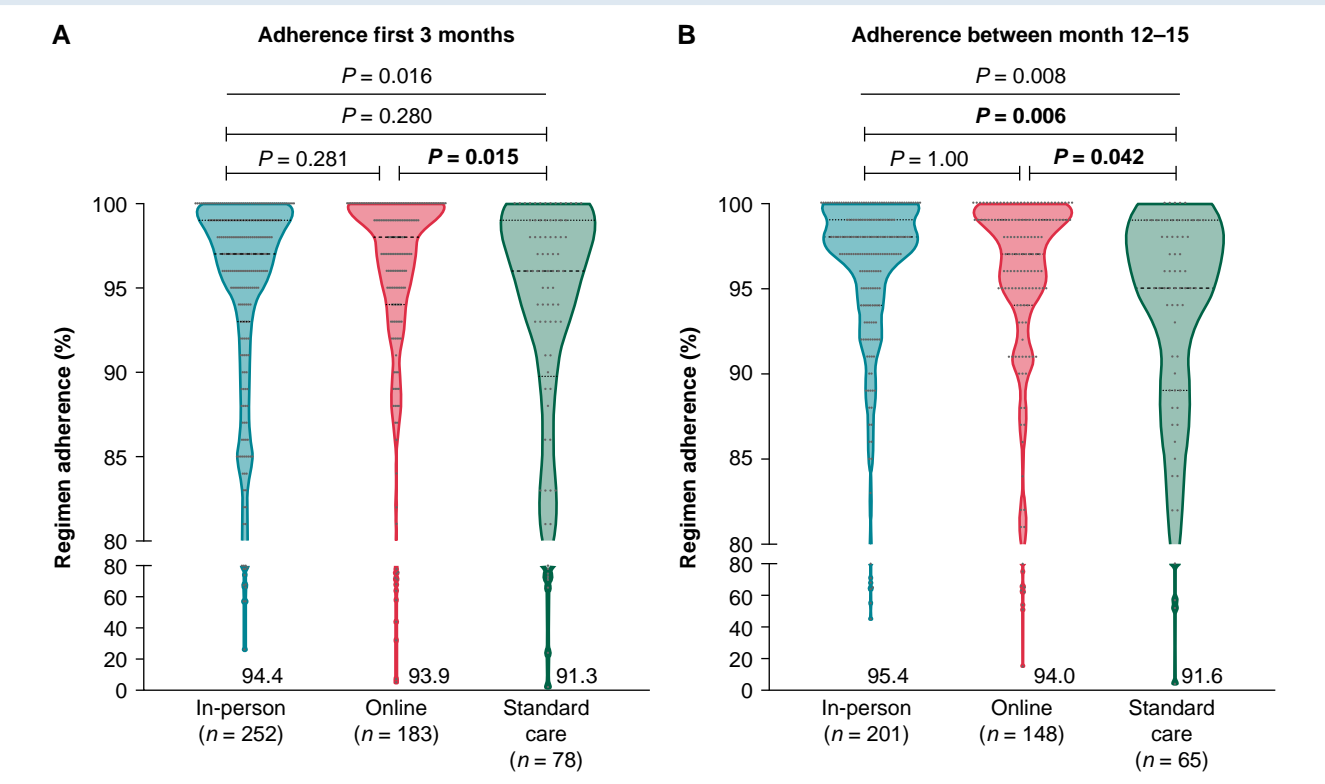 A
Adherence first 3 months
P = 0.016
P = 0.280
P = 0.281
P = 0.015
Regimen adherence (%)
100
95
90
85
80
80
60
40
20
0
94.4
93.9
91.3
In-person
(n = 252)
Online
(n = 183)
Standard
care
(n = 78)
B
Adherence between month 12–15
P = 0.008
P = 0.006
P = 1.00
P = 0.042
Regimen adherence (%)
100
95
90
85
80
80
60
40
20
0
95.4
94.0
91.6
In-person
(n = 201)
Online
(n = 148)
Standard
care
(n = 65)